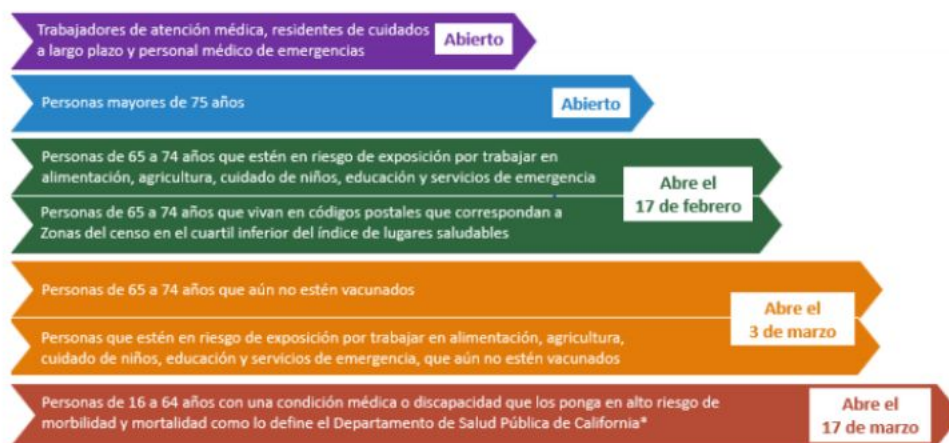 Trabajadores de atención médica, residentes de cuidados
a largo plazo y personal médico de emergencias
Abierto
Personas mayores de 75 años
Abierto
Personas de 65 a 74 años que estén en riesgo de exposición por trabajar en
alimentación, agricultura, cuidado de niños, educación y servicios de emergencia
Personas de 65 a 74 años que vivan en códigos postales que correspondan a
Zonas del censo en el cuartil inferior del índice de lugares saludables
Abre el
17 de febrero
Personas de 65 a 74 años que aún no estén vacunados
Personas que estén en riesgo de exposición por trabajar en alimentación, agricultura,
cuidado de niños, educación y servicios de emergencia, que aún no estén vacunados
Abre el
3 de marzo
Personas de 16 a 64 años con una condición médica o discapacidad que los ponga en alto riesgo de
morbilidad y mortalidad como lo define el Departamento de Salud Pública de California*
Abre el
17 de marzo